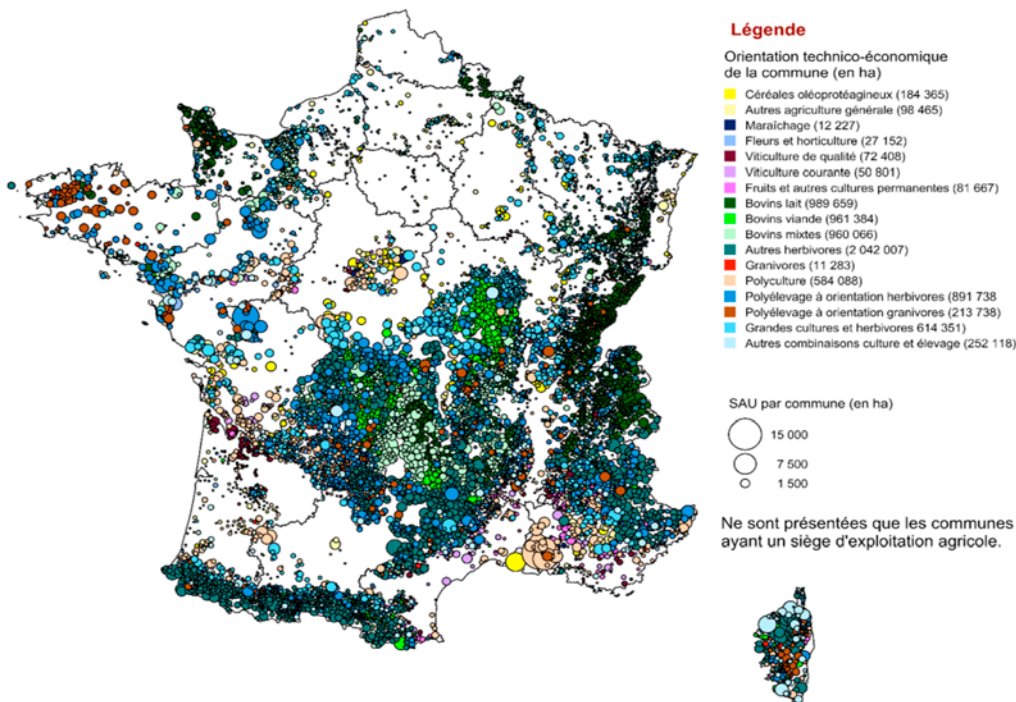 Légende
Orientation technico-économique
de la commune (en ha)
Céréales oléoprotéagineux (184 365)
Autres agriculture générale (98 465)
Maraîchage (12 227)
Fleurs et horticulture (27 152)
Viticulture de qualité (72 408)
Viticulture courante (50 801)
Fruits et autres cultures permanentes (81 667)
Bovins lait (989 659)
Bovins viande (961 384)
Bovins mixtes (960 066)
Autres herbivores (2 042 007)
Granivores (11 283)
Polyculture (584 088)
Polyélevage à orientation herbivores (891 738
Polyélevage à orientation granivores (213 738)
Grandes cultures et herbivores 614 351)
Autres combinaisons culture et élevage (252 118)
SAU par commune (en ha)
15 000
7 500
1 500
Ne sont présentées que les communes
ayant un siège d'exploitation agricole.